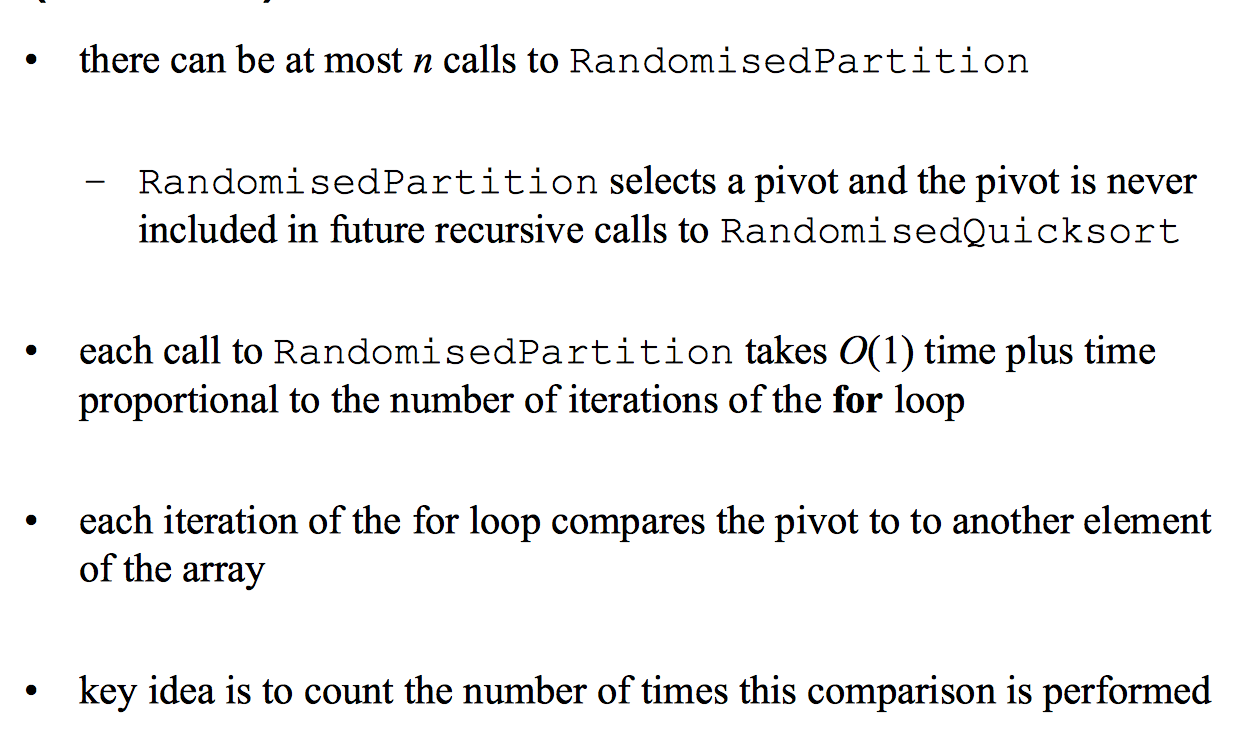 • there can be at most n calls to RandomisedPartition
– RandomisedPartition selects a pivot and the pivot is never
included in future recursive calls to RandomisedQuicksort
• each call to RandomisedPartition takes O(1) time plus time
proportional to the number of iterations of the for loop
• each iteration of the for loop compares the pivot to to another element
of the array
• key idea is to count the number of times this comparison is performed